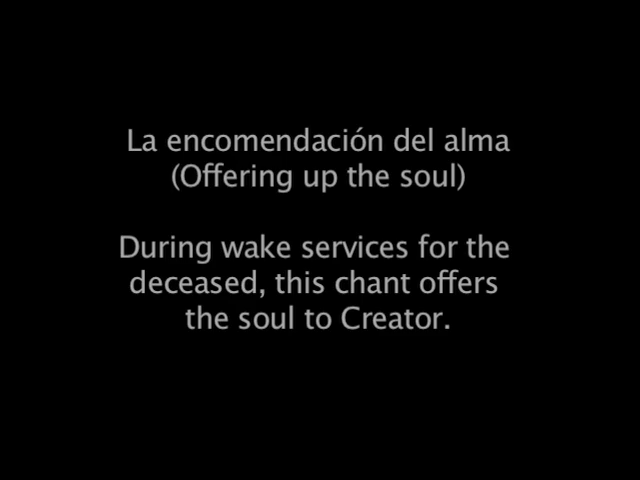 La encomendación del alma
(Offering up the soul)
During wake services for the
deceased, this chant offers
the soul to Creator.